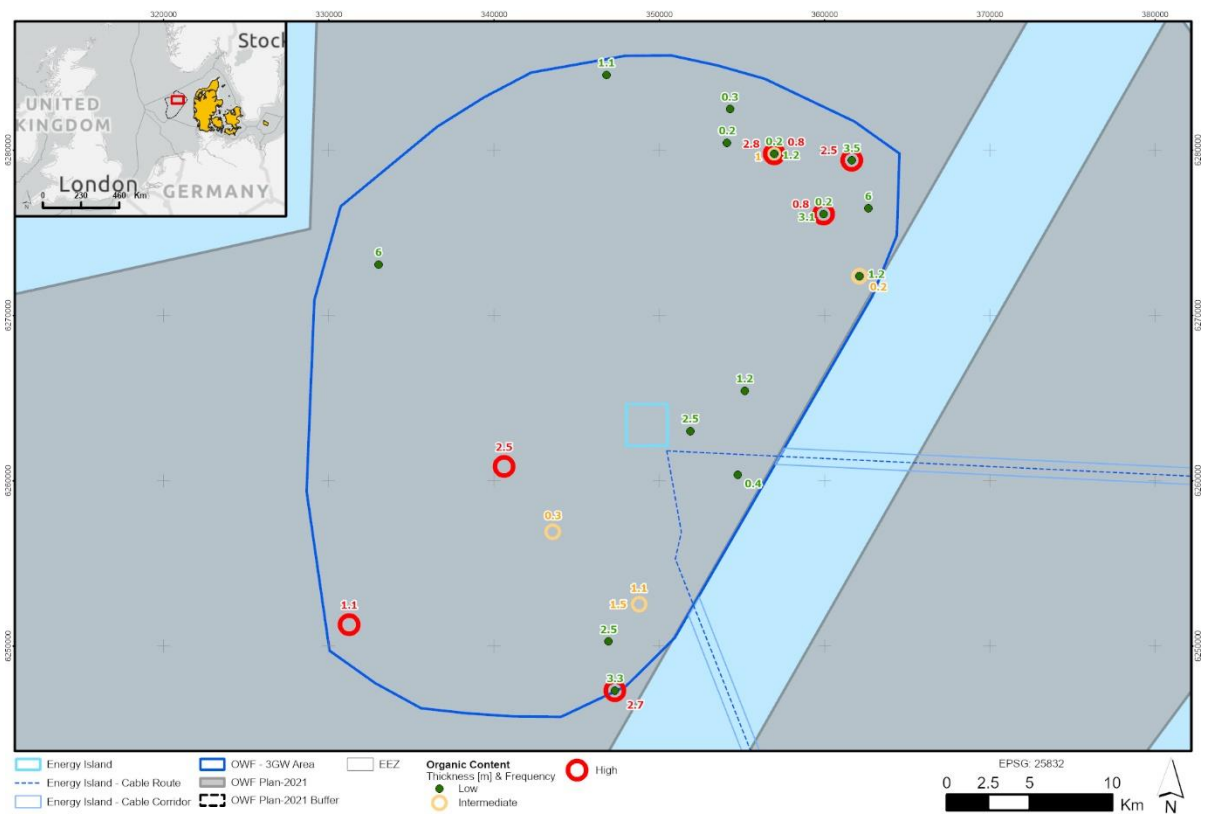 320000 330000 340000 350000 360000 370000 380000
Stock
UNITED
KINGDOM
London
GERMANY
0 230 460 Km
N
6280000 6280000
6270000 6270000
6260000 6260000
6250000 6250000
1.1
0.3
0.2
2.8 0.2 0.8
1 1.2
2.5 3.5
0.8 0.2
3.1
6
6
1.2
0.2
1.2
2.5
0.4
2.5
0.3
1.1
1.5
1.1
2.5
3.3
2.7
Energy Island
Energy Island - Cable Route
Energy Island - Cable Corridor
OWF - 3GW Area
OWF Plan-2021
OWF Plan-2021 Buffer
EEZ
Organic Content
Thickness [m] & Frequency
Low
Intermediate
High
EPSG: 25832
0 2.5 5 10
Km
N